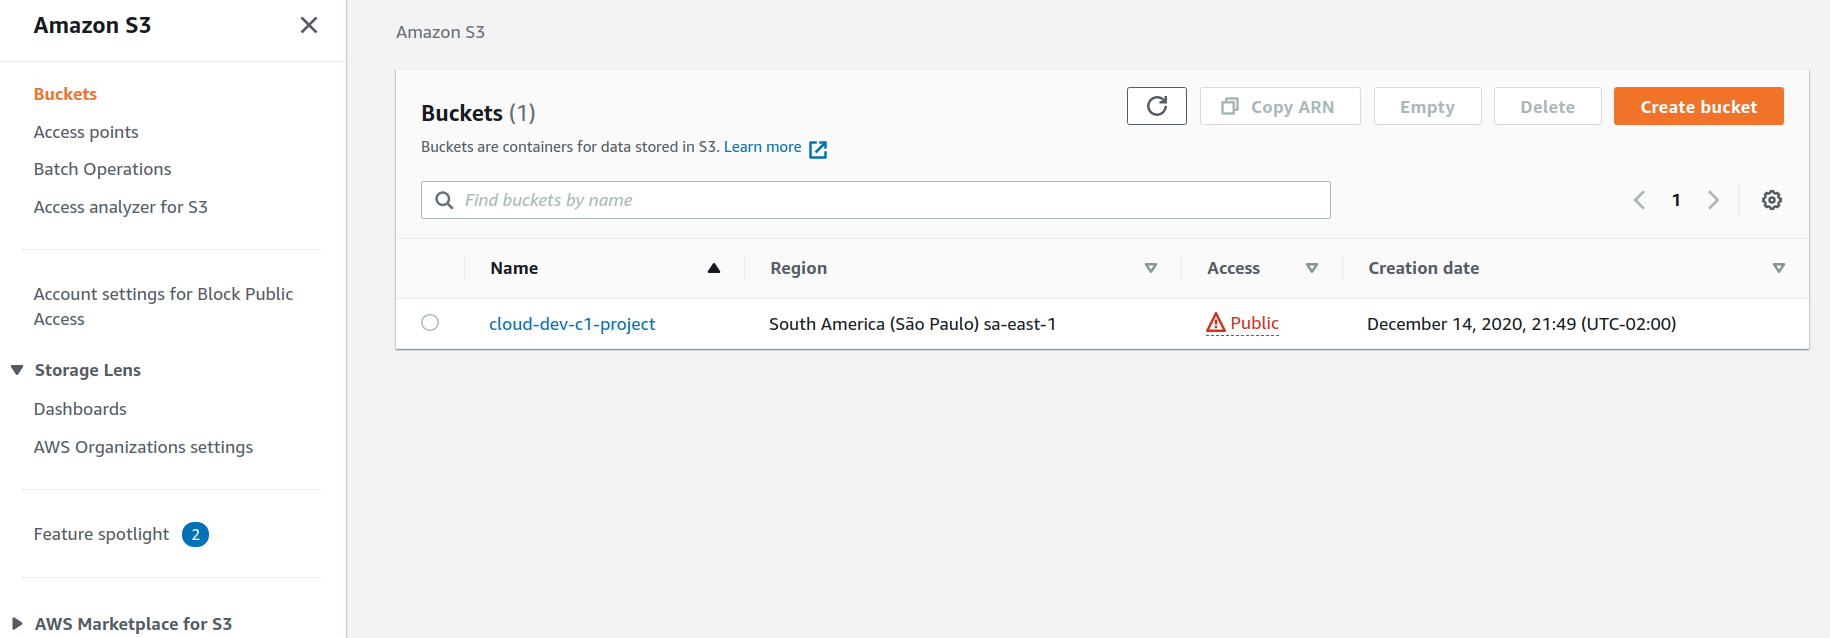 Amazon S3
Buckets
Access points
Batch Operations
Access analyzer for S3
Account settings for Block Public
Access
Storage Lens
Dashboards
AWS Organizations settings
Feature spotlight 2
AWS Marketplace for S3
Amazon S3
Buckets (1)
Copy ARN
Empty
Delete
Create bucket
Buckets are containers for data stored in S3. Learn more
Find buckets by name
1
Name Region Access Creation date
cloud-dev-c1-project South America (São Paulo) sa-east-1 Public December 14, 2020, 21:49 (UTC-02:00)